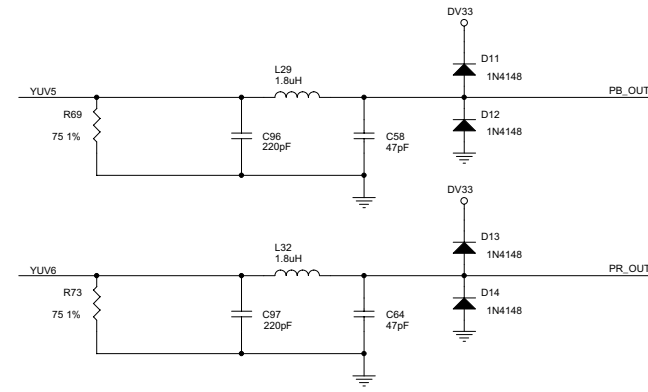 DV33
D11
1N4148
L29
1.8uH
YUV5
PB_OUT
R69
75 1%
D12
1N4148
C96
220pF
C58
47pF
DV33
D13
1N4148
L32
1.8uH
YUV6
PR_OUT
R73
75 1%
D14
1N4148
C97
220pF
C64
47pF